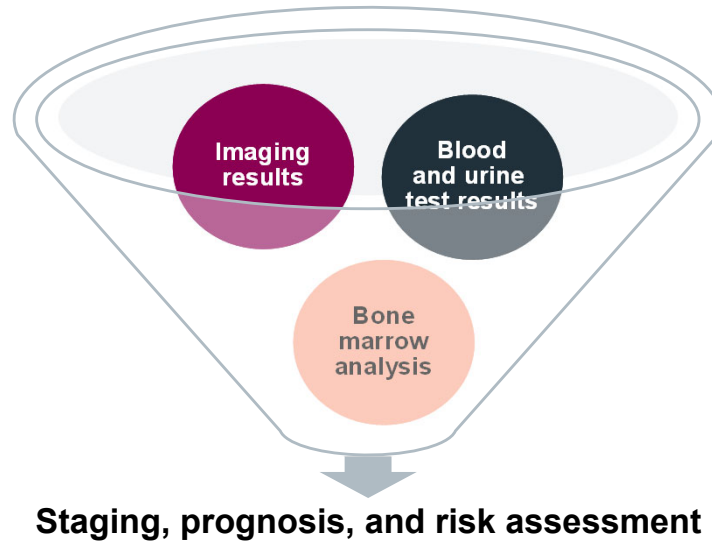 Imaging
results
Blood
and urine
test results
Bone
marrow
analysis
Staging, prognosis, and risk assessment